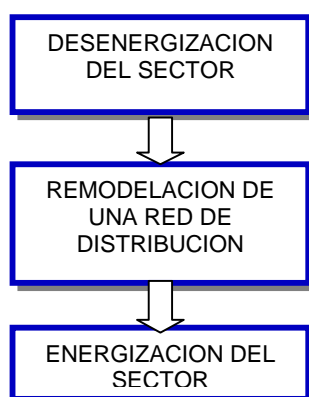 DESENERGIZACION
DEL SECTOR
REMODELACION DE
UNA RED DE
DISTRIBUCION
ENERGIZACION DEL
SECTOR